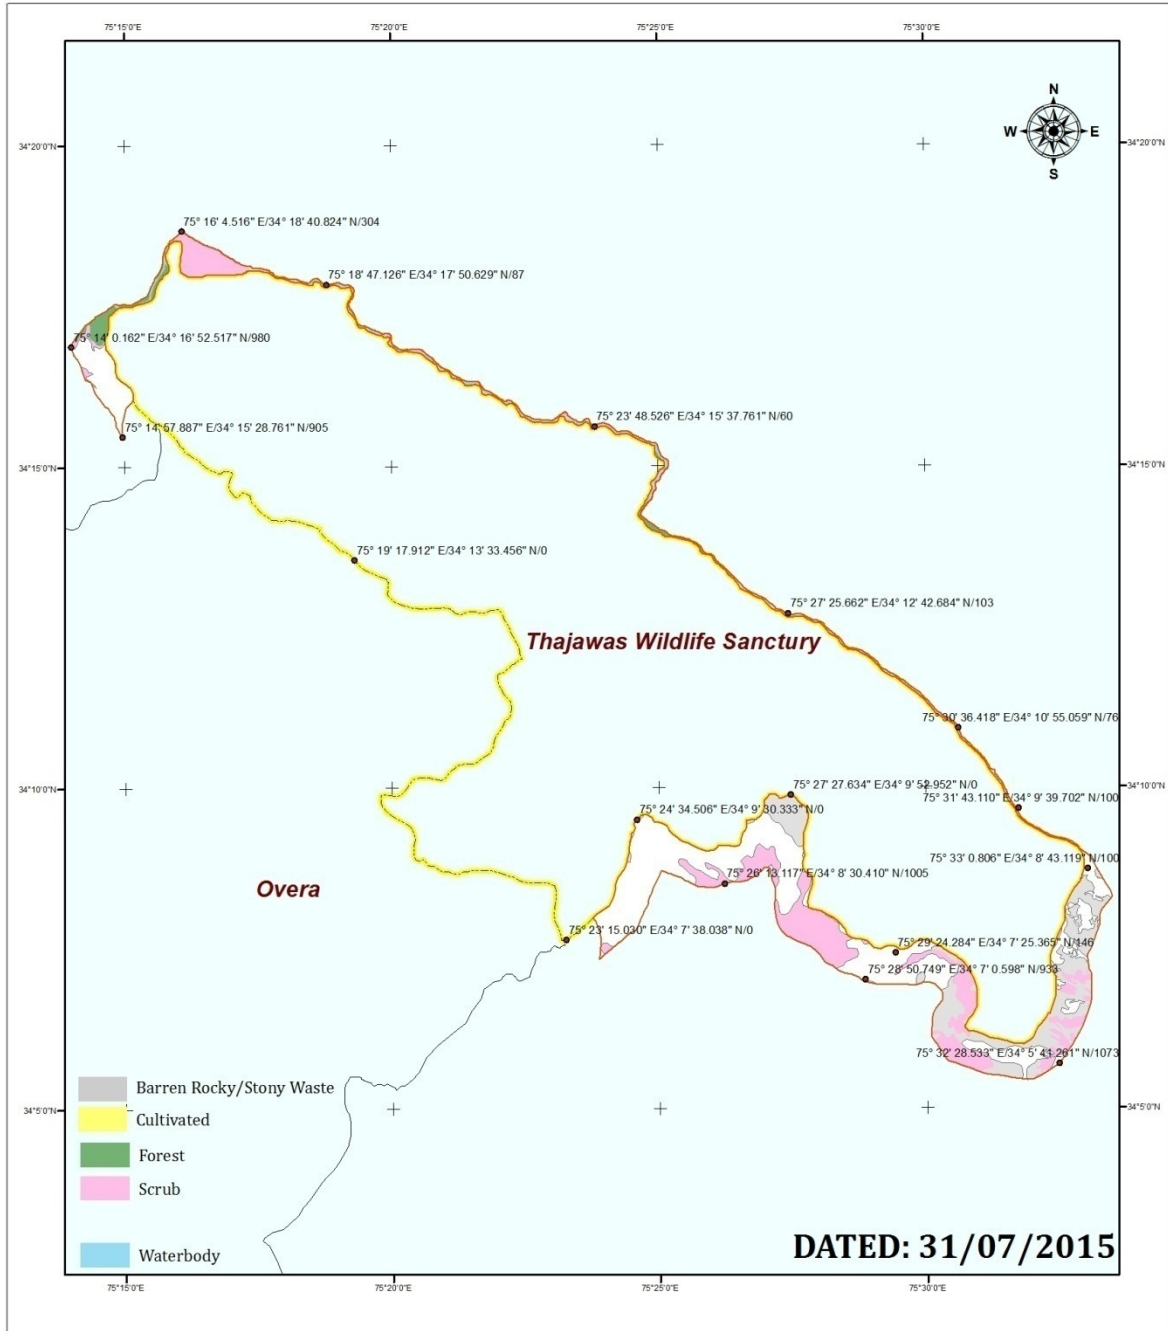 75°15'0"E
75°20'0"E
75°25'0"E
75°30'0"E
N
W
E
S
34°20'0"N
34°20'0"N
75° 16' 4.516" E/34° 18' 40.824" N/304
75° 18' 47.126" E/34° 17' 50.629" N/87
75° 14' 0.162" E/34° 16' 52.517" N/980
75° 23' 48.526" E/34° 15' 37.761" N/60
75° 14' 57.887" E/34° 15' 28.761" N/905
34°15'0"N
34°15'0"N
75° 19' 17.912" E/34° 13' 33.456" N/0
75° 27' 25.662" E/34° 12' 42.684" N/103
Thajawas Wildlife Sanctury
75° 30' 36.418" E/34° 10' 55.059" N/76
34°10'0"N
34°10'0"N
75° 27' 27.634" E/34° 9' 52.952" N/0
75° 31' 43.110" E/34° 9' 39.702" N/100
75° 24' 34.506" E/34° 9' 30.333" N/0
75° 33' 0.806" E/34° 8' 43.119" N/100
75° 26' 13.117" E/34° 8' 30.410" N/1005
Overa
75° 23' 15.030" E/34° 7' 38.038" N/0
75° 29' 24.284" E/34° 7' 25.365" N/146
75° 28' 50.749" E/34° 7' 0.598" N/933
75° 32' 28.533" E/34° 5' 41.261" N/1073
Barren Rocky/Stony Waste
34°5'0"N
34°5'0"N
Cultivated
Forest
Scrub
Waterbody
DATED: 31/07/2015
75°15'0"E
75°20'0"E
75°25'0"E
75°30'0"E